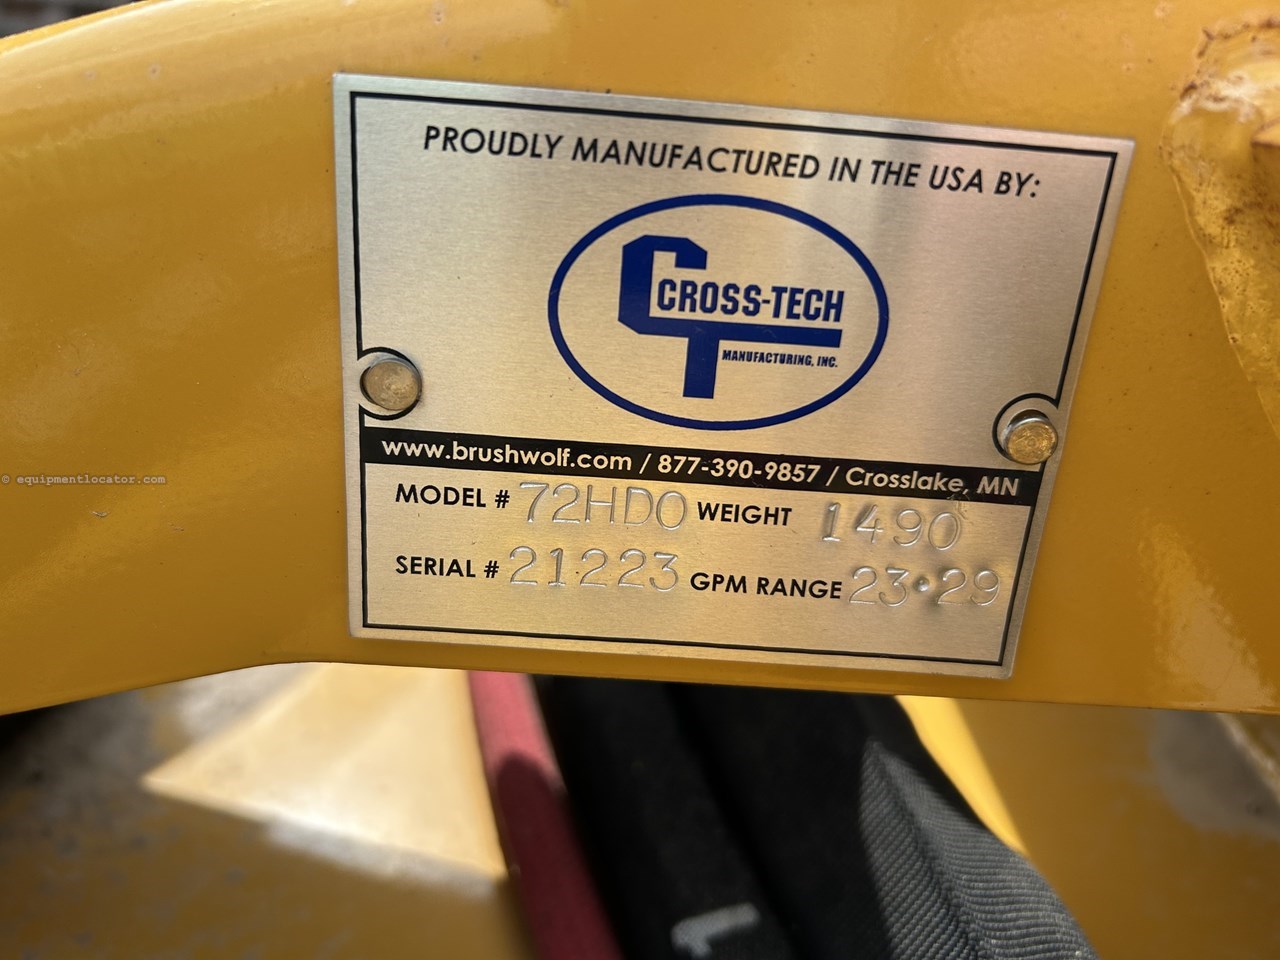 PROUDLY MANUFACTURED IN THE USA BY:
CROSS-TECH
MANUFACTURING, INC.
www.brushwolf.com / 877-390-9857 / Crosslake, MN
MODEL # 72HDO WEIGHT 1490
SERIAL # 21223 GPM RANGE 23•29
© equipmentlocator.com